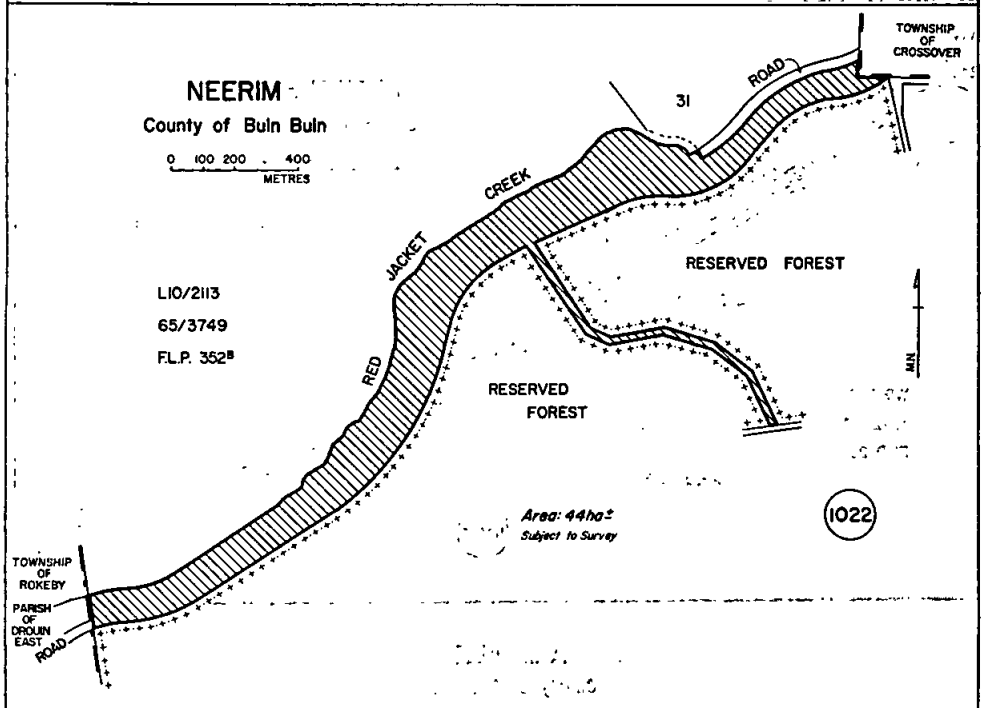 NEERIM
County of Buln Buln
0 100 200 400
METRES
TOWNSHIP
OF
CROSSOVER
ROAD
31
CREEK
JACKET
RED
RESERVED FOREST
L10/2113
65/3749
F.L.P. 352ᴮ
M.N.
RESERVED
FOREST
Area: 44ha±
Subject to Survey
1022
TOWNSHIP
OF
ROKEBY
PARISH
OF
DROUIN
EAST
ROAD